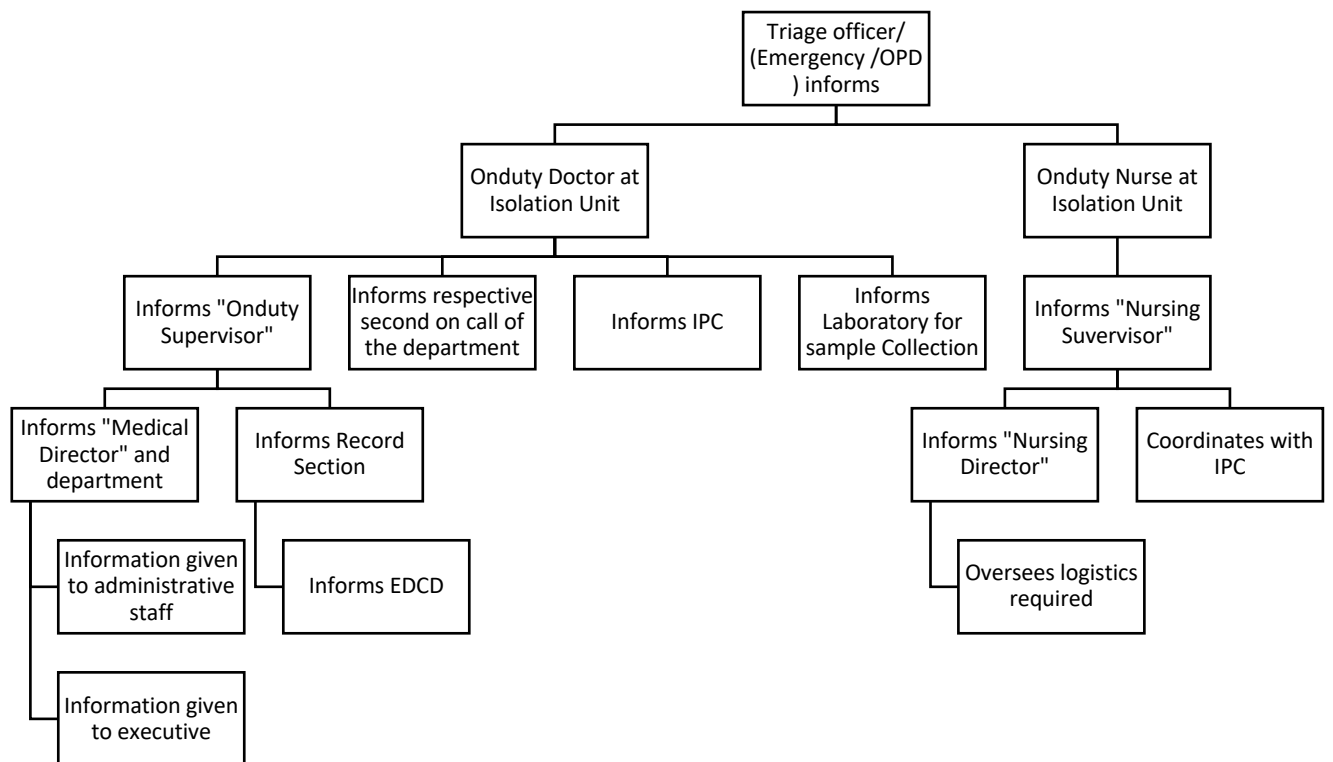 Triage officer/
(Emergency /OPD
) informs
Onduty Doctor at
Isolation Unit
Onduty Nurse at
Isolation Unit
Informs "Onduty
Supervisor"
Informs respective
second on call of
the department
Informs IPC
Informs
Laboratory for
sample Collection
Informs "Nursing
Suvervisor"
Informs "Medical
Director" and
department
Informs Record
Section
Informs "Nursing
Director"
Coordinates with
IPC
Information given
to administrative
staff
Informs EDCD
Oversees logistics
required
Information given
to executive